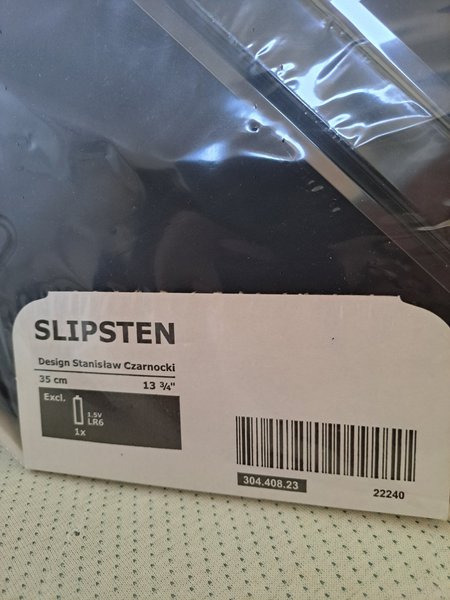 SLIPSTEN
Design Stanisław Czarnocki
35 cm 13 ¾"
Excl.
1.5V
LR6
1x
304.408.23
22240